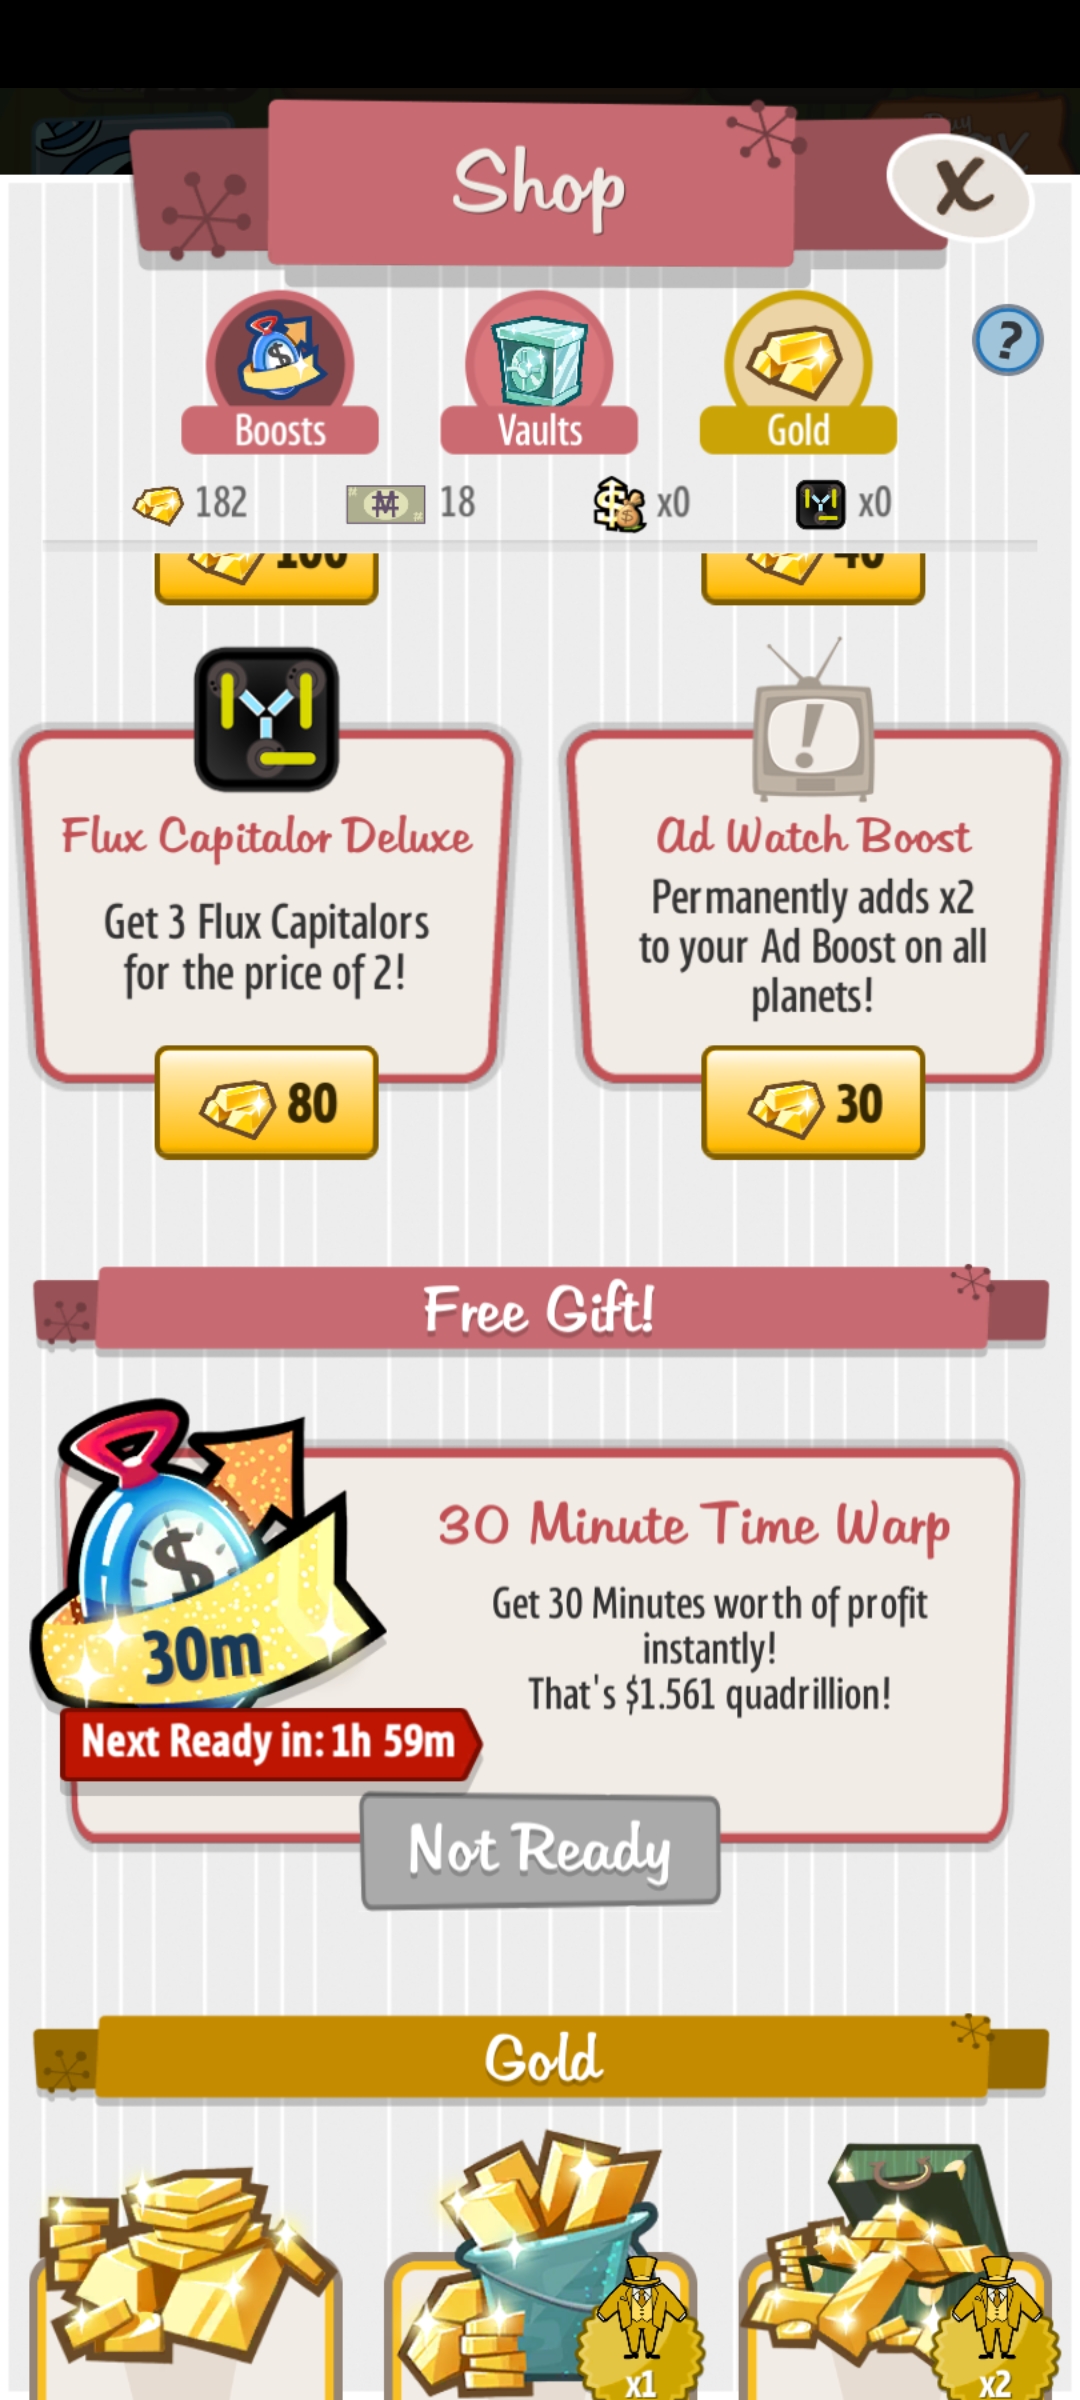 Shop
X
?
Boosts
Vaults
Gold
182
18
x0
x0
100
40
Flux Capitalor Deluxe
Get 3 Flux Capitalors
for the price of 2!
80
Ad Watch Boost
Permanently adds x2
to your Ad Boost on all
planets!
30
Free Gift!
30 Minute Time Warp
Get 30 Minutes worth of profit
instantly!
That's $1.561 quadrillion!
30m
Next Ready in: 1h 59m
Not Ready
Gold
x1
x2